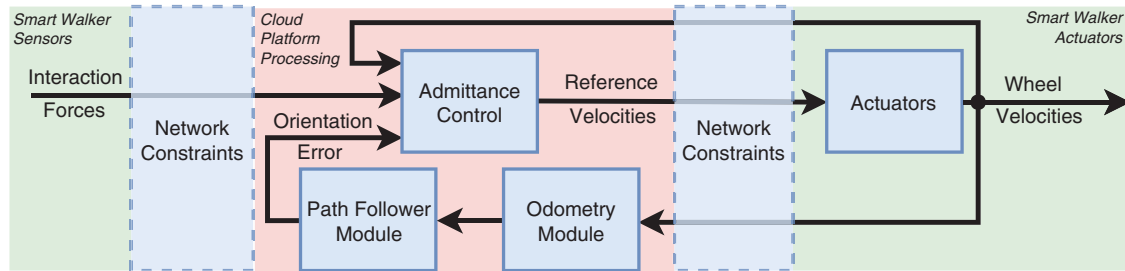 Smart Walker
Sensors
Interaction
Forces
Network
Constraints
Cloud
Platform
Processing
Orientation
Error
Admittance
Control
Path Follower
Module
Odometry
Module
Reference
Velocities
Network
Constraints
Actuators
Smart Walker
Actuators
Wheel
Velocities